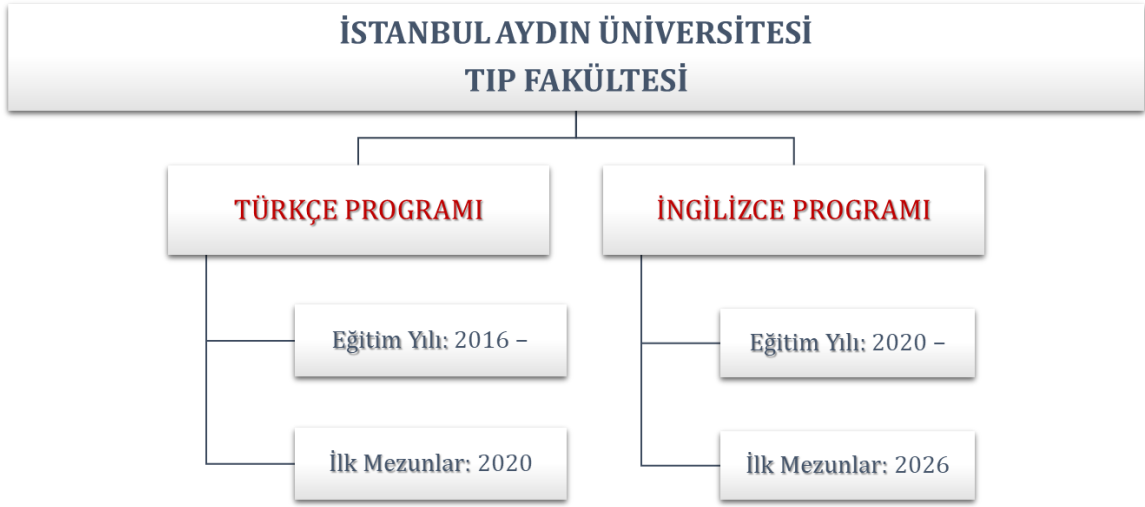 İSTANBUL AYDIN ÜNİVERSİTESİ
TIP FAKÜLTESİ
TÜRKÇE PROGRAMI
Eğitim Yılı: 2016 –
İlk Mezunlar: 2020
İNGİLİZCE PROGRAMI
Eğitim Yılı: 2020 –
İlk Mezunlar: 2026